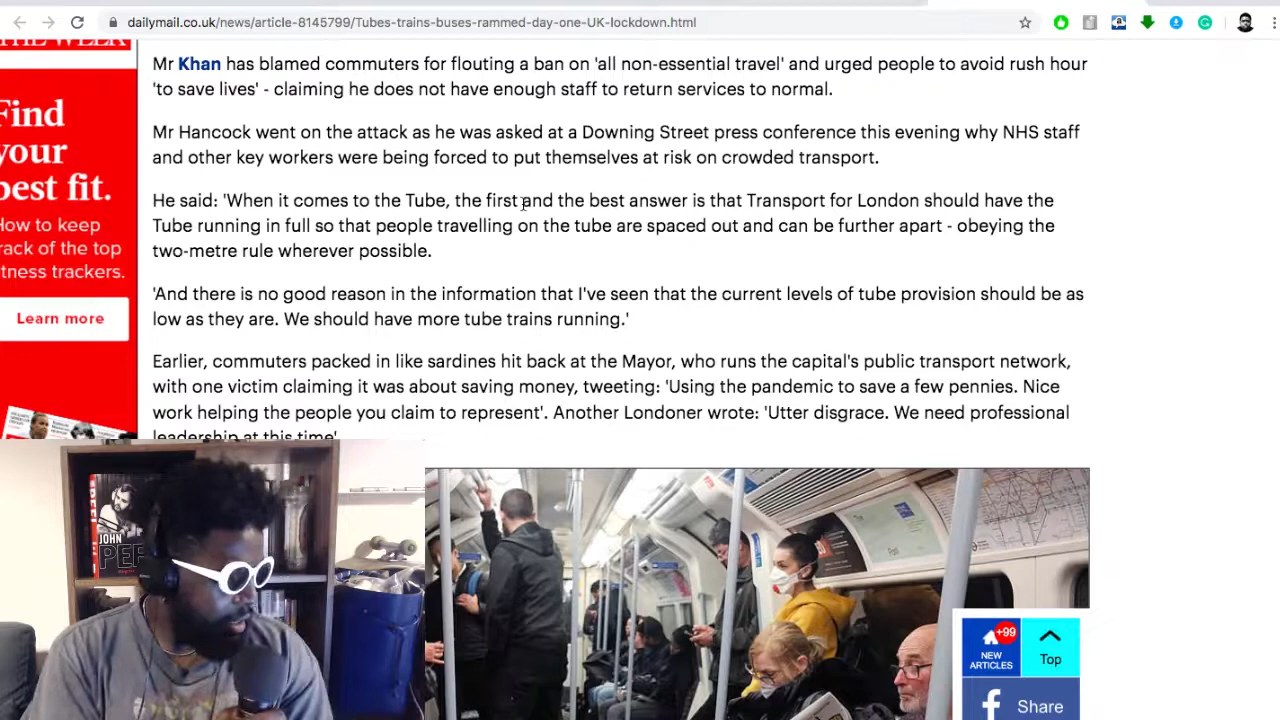 dailymail.co.uk/news/article-8145799/Tubes-trains-buses-rammed-day-one-UK-lockdown.html
THE WEEK
Find
your
best fit.
How to keep
rack of the top
tness trackers.
Learn more
Mr Khan has blamed commuters for flouting a ban on 'all non-essential travel' and urged people to avoid rush hour
'to save lives' - claiming he does not have enough staff to return services to normal.
Mr Hancock went on the attack as he was asked at a Downing Street press conference this evening why NHS staff
and other key workers were being forced to put themselves at risk on crowded transport.
He said: 'When it comes to the Tube, the first and the best answer is that Transport for London should have the
Tube running in full so that people travelling on the tube are spaced out and can be further apart - obeying the
two-metre rule wherever possible.
'And there is no good reason in the information that I've seen that the current levels of tube provision should be as
low as they are. We should have more tube trains running.'
Earlier, commuters packed in like sardines hit back at the Mayor, who runs the capital's public transport network,
with one victim claiming it was about saving money, tweeting: 'Using the pandemic to save a few pennies. Nice
work helping the people you claim to represent'. Another Londoner wrote: 'Utter disgrace. We need professional
leadership at this time'.
JOHN
PEE
+99
NEW
ARTICLES
Top
Share